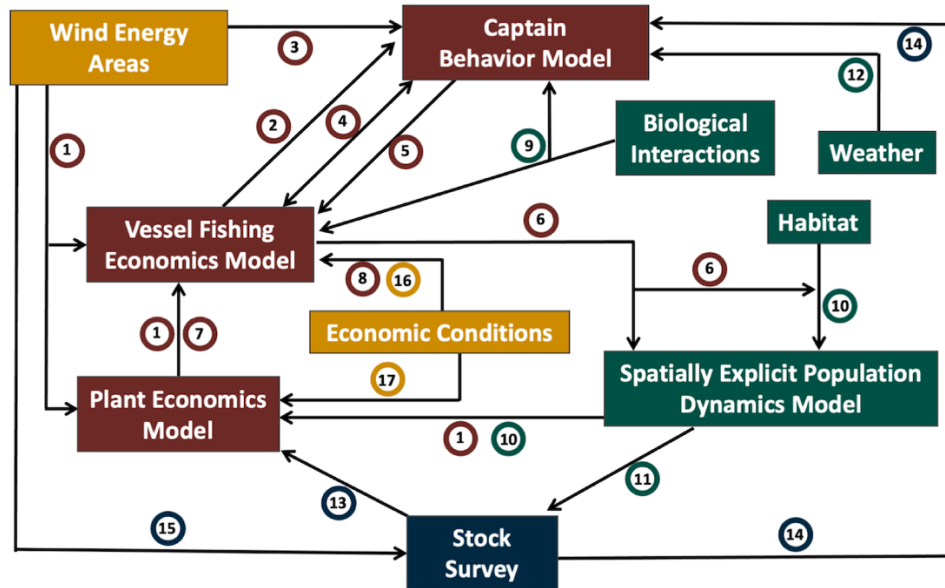 Wind Energy
Areas
3
Captain
Behavior Model
14
12
2
4
1
5
9
Biological
Interactions
Weather
Vessel Fishing
Economics Model
6
Habitat
6
8
16
10
1
7
Economic Conditions
17
Plant Economics
Model
Spatially Explicit Population
Dynamics Model
1
10
11
13
15
Stock
Survey
14